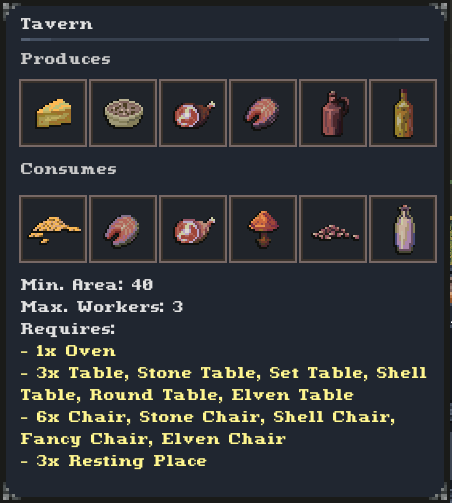 Tavern
Produces
Consumes
Min. Area: 40
Max. Workers: 3
Requires:
- 1x Oven
- 3x Table, Stone Table, Set Table, Shell
Table, Round Table, Elven Table
- 6x Chair, Stone Chair, Shell Chair,
Fancy Chair, Elven Chair
- 3x Resting Place